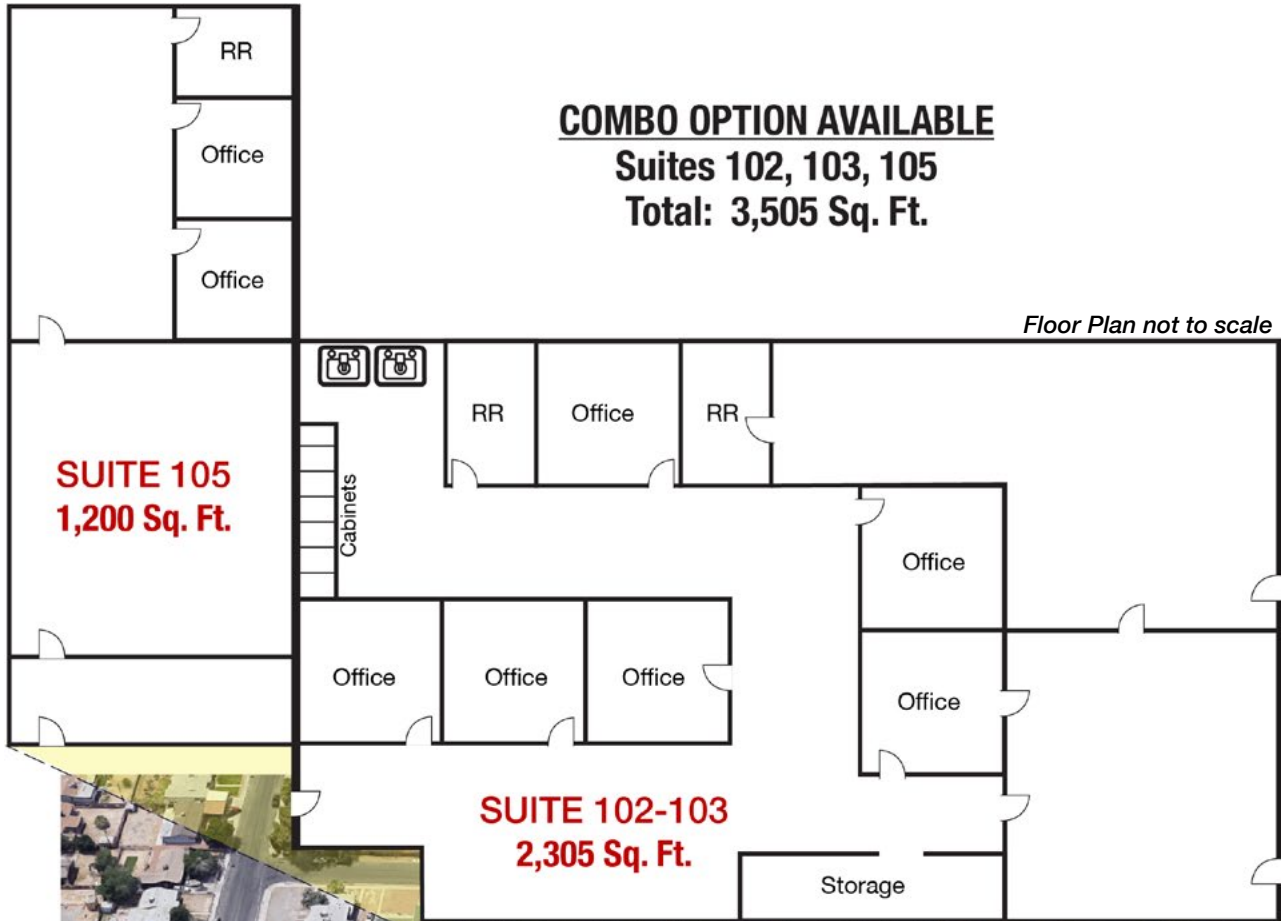 RR
Office
Office
COMBO OPTION AVAILABLE
Suites 102, 103, 105
Total: 3,505 Sq. Ft.
Floor Plan not to scale
SUITE 105
1,200 Sq. Ft.
Cabinets
RR
Office
RR
Office
Office
Office
Office
Office
SUITE 102-103
2,305 Sq. Ft.
Storage